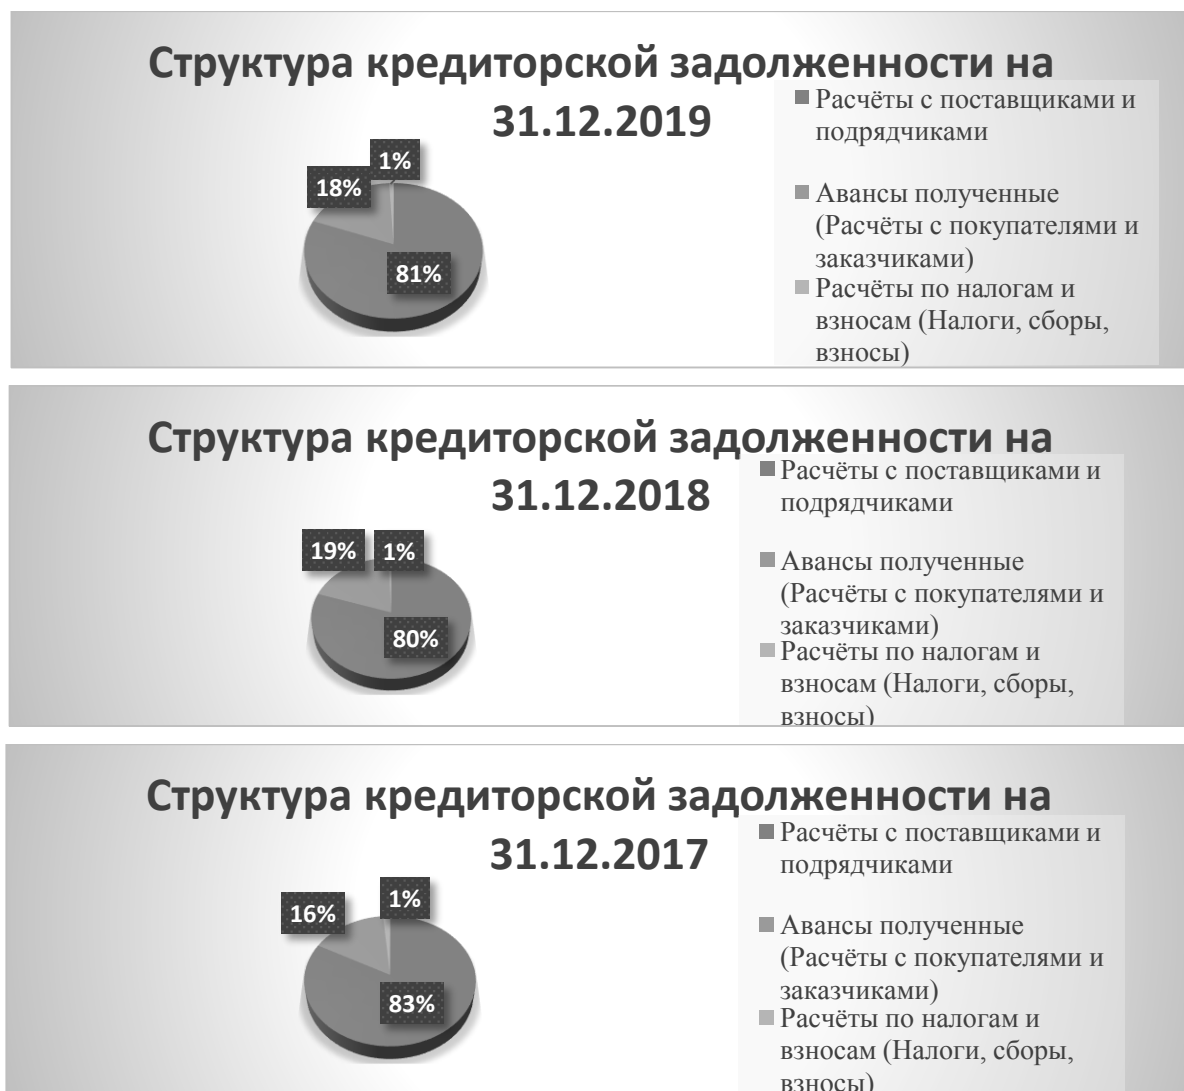 Структура кредиторской задолженности на
31.12.2019
1%
18%
81%
Расчёты с поставщиками и
подрядчиками
Авансы полученные
(Расчёты с покупателями и
заказчиками)
Расчёты по налогам и
взносам (Налоги, сборы,
взносы)
Структура кредиторской задолженности на
31.12.2018
19%
1%
80%
Расчёты с поставщиками и
подрядчиками
Авансы полученные
(Расчёты с покупателями и
заказчиками)
Расчёты по налогам и
взносам (Налоги, сборы,
взносы)
Структура кредиторской задолженности на
31.12.2017
1%
16%
83%
Расчёты с поставщиками и
подрядчиками
Авансы полученные
(Расчёты с покупателями и
заказчиками)
Расчёты по налогам и
взносам (Налоги, сборы,
взносы)